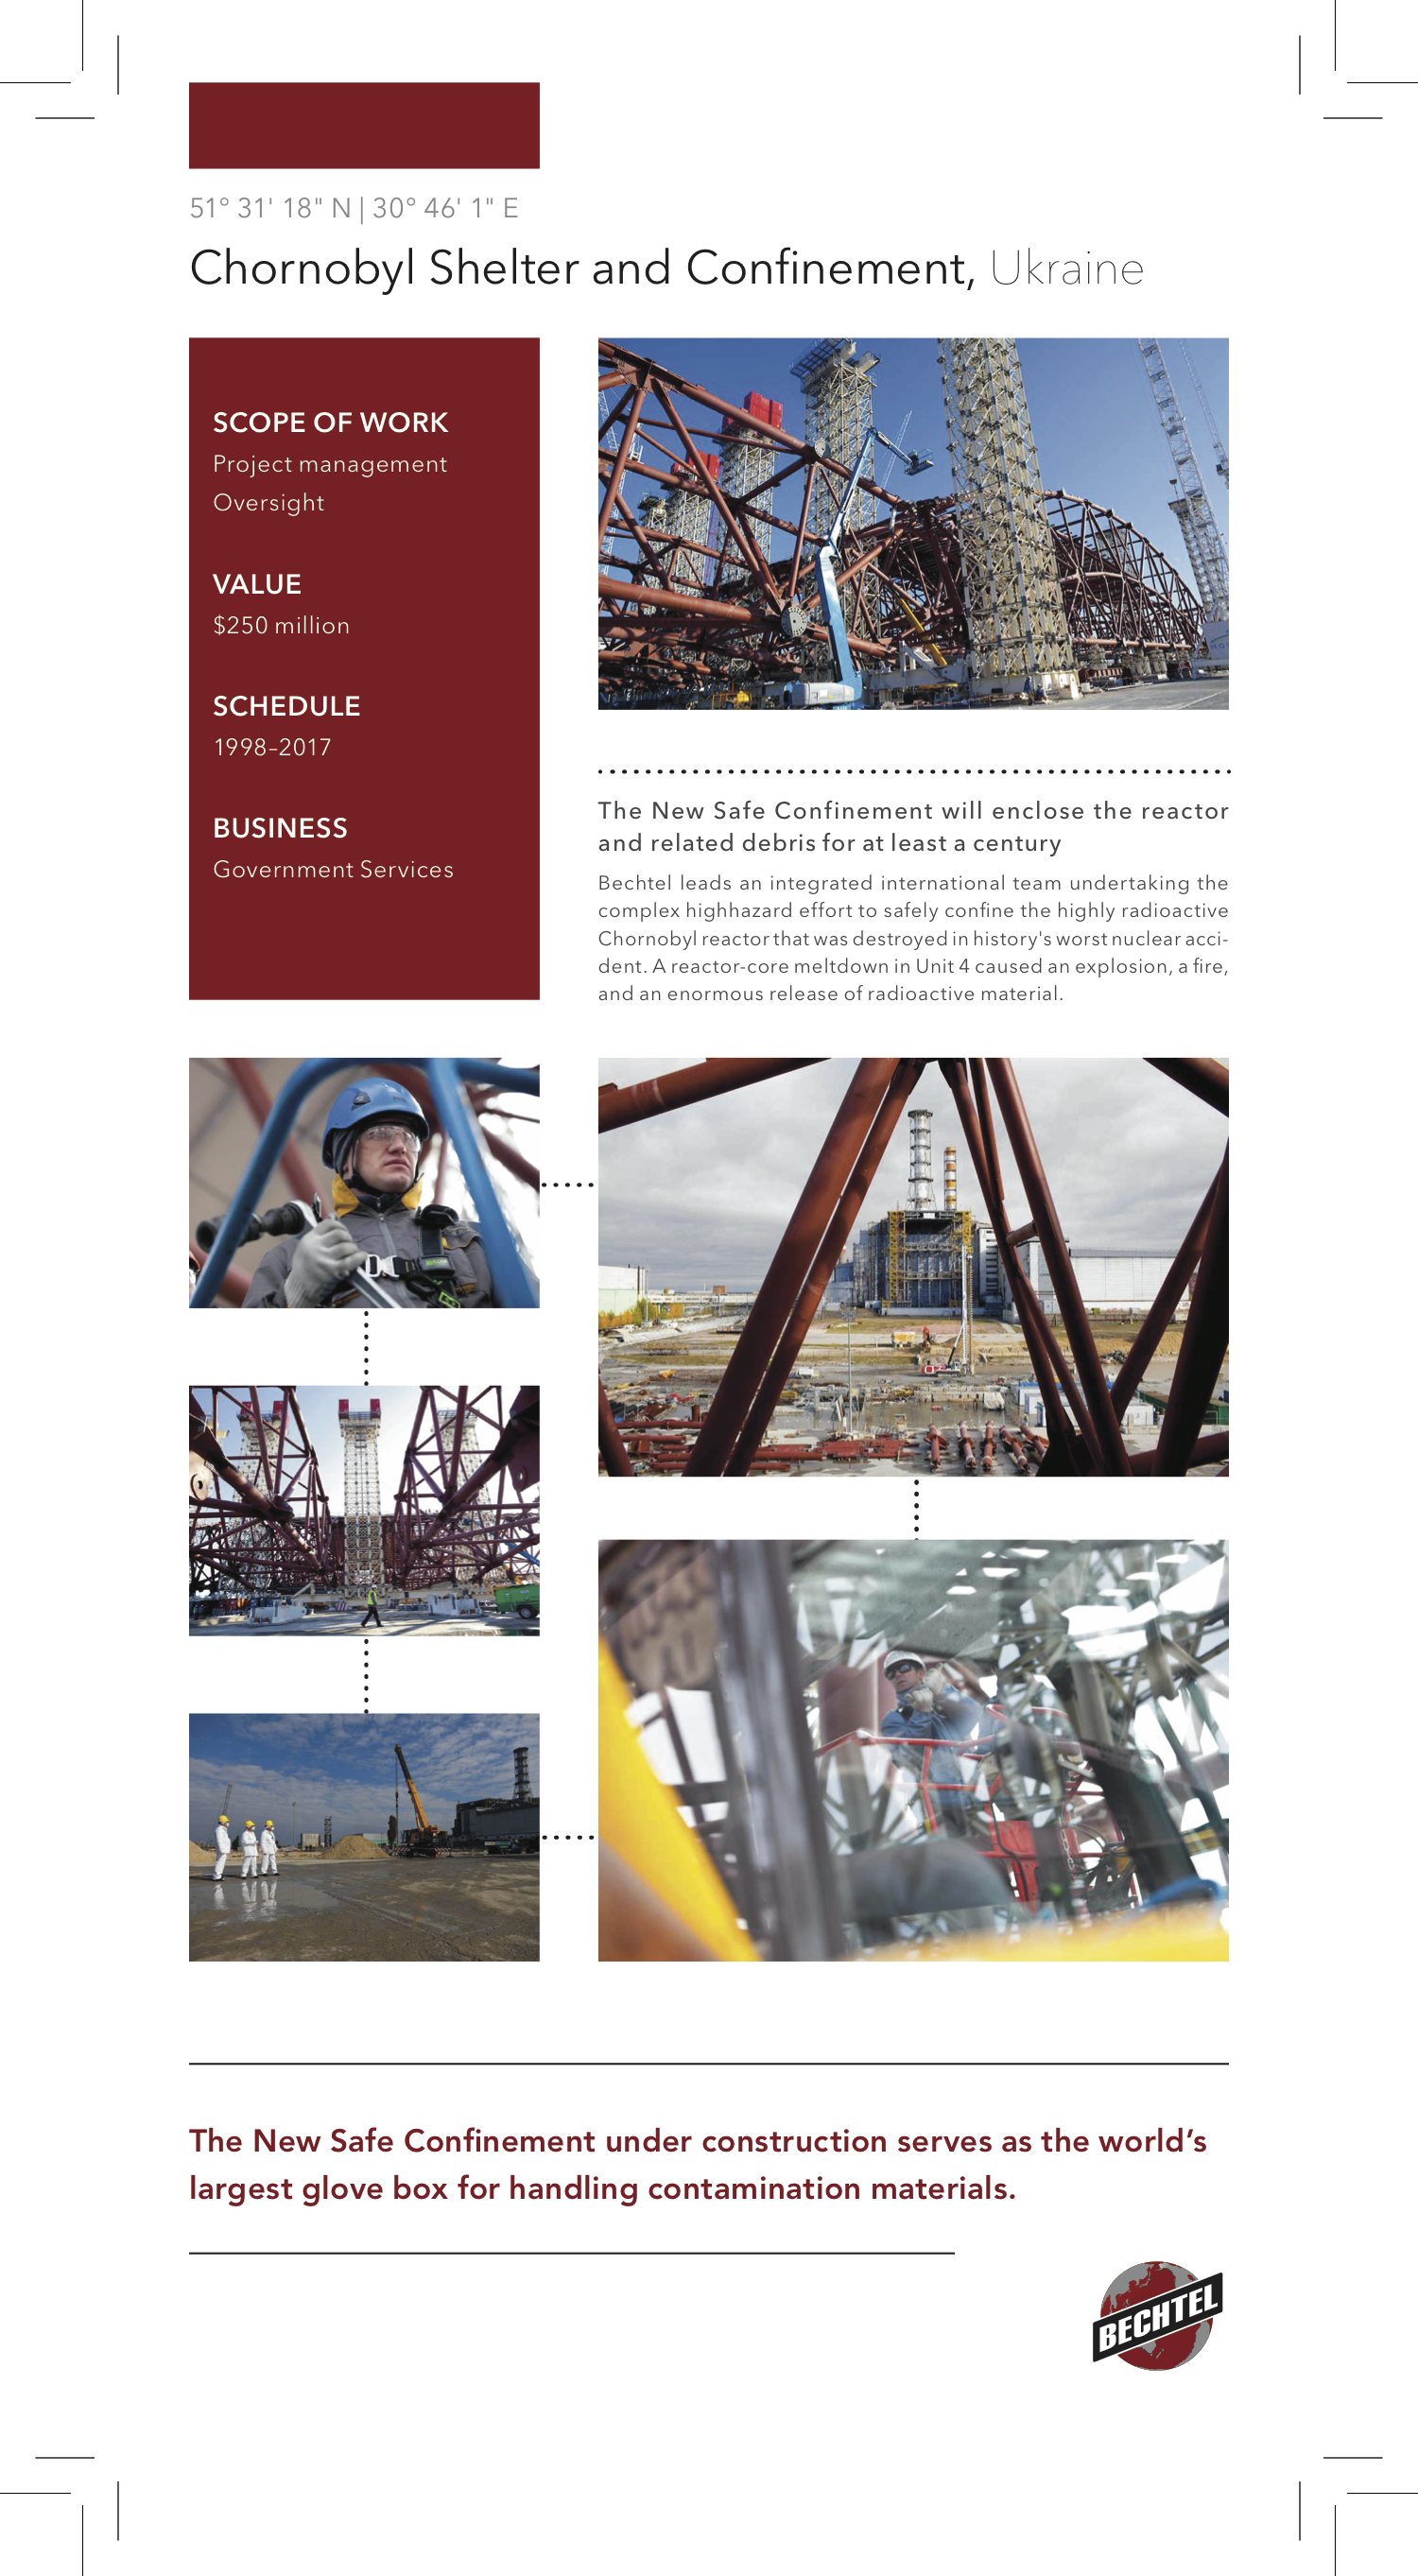 51° 31' 18" N | 30° 46' 1" E
Chornobyl Shelter and Confinement, Ukraine
SCOPE OF WORK
Project management
Oversight
VALUE
$250 million
SCHEDULE
1998–2017
BUSINESS
Government Services
The New Safe Confinement will enclose the reactor
and related debris for at least a century
Bechtel leads an integrated international team undertaking the
complex highhazard effort to safely confine the highly radioactive
Chornobyl reactor that was destroyed in history's worst nuclear acci-
dent. A reactor-core meltdown in Unit 4 caused an explosion, a fire,
and an enormous release of radioactive material.
The New Safe Confinement under construction serves as the world’s
largest glove box for handling contamination materials.
BECHTEL